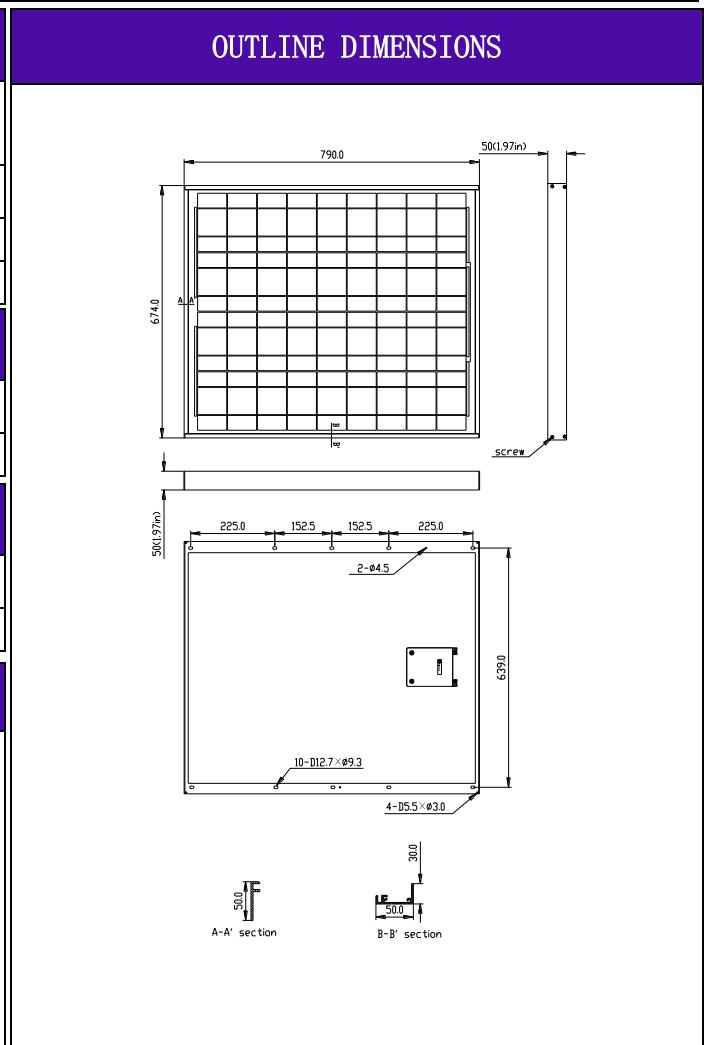 OUTLINE DIMENSIONS
790.0
50(1.97in)
674.0
A A'
B
B'
screw
50(1.97in)
225.0 152.5 152.5 225.0
2-ø4.5
639.0
10-D12.7×ø9.3
4-D5.5×ø3.0
50.0
A-A' section
30.0
50.0
B-B' section